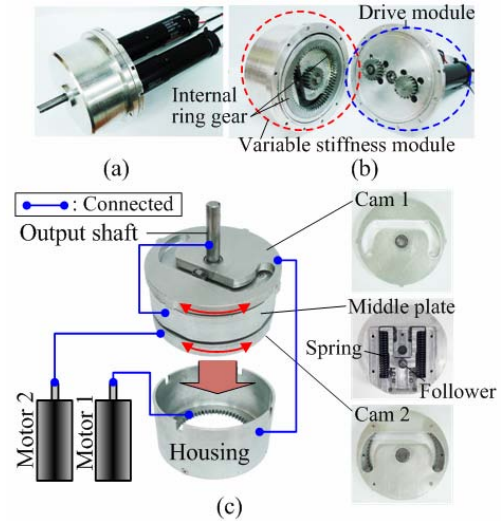 Drive module
Internal
ring gear
Variable stiffness module
(a)
(b)
: Connected
Output shaft
Cam 1
Middle plate
Spring
Follower
Cam 2
Motor 2
Motor 1
Housing
(c)